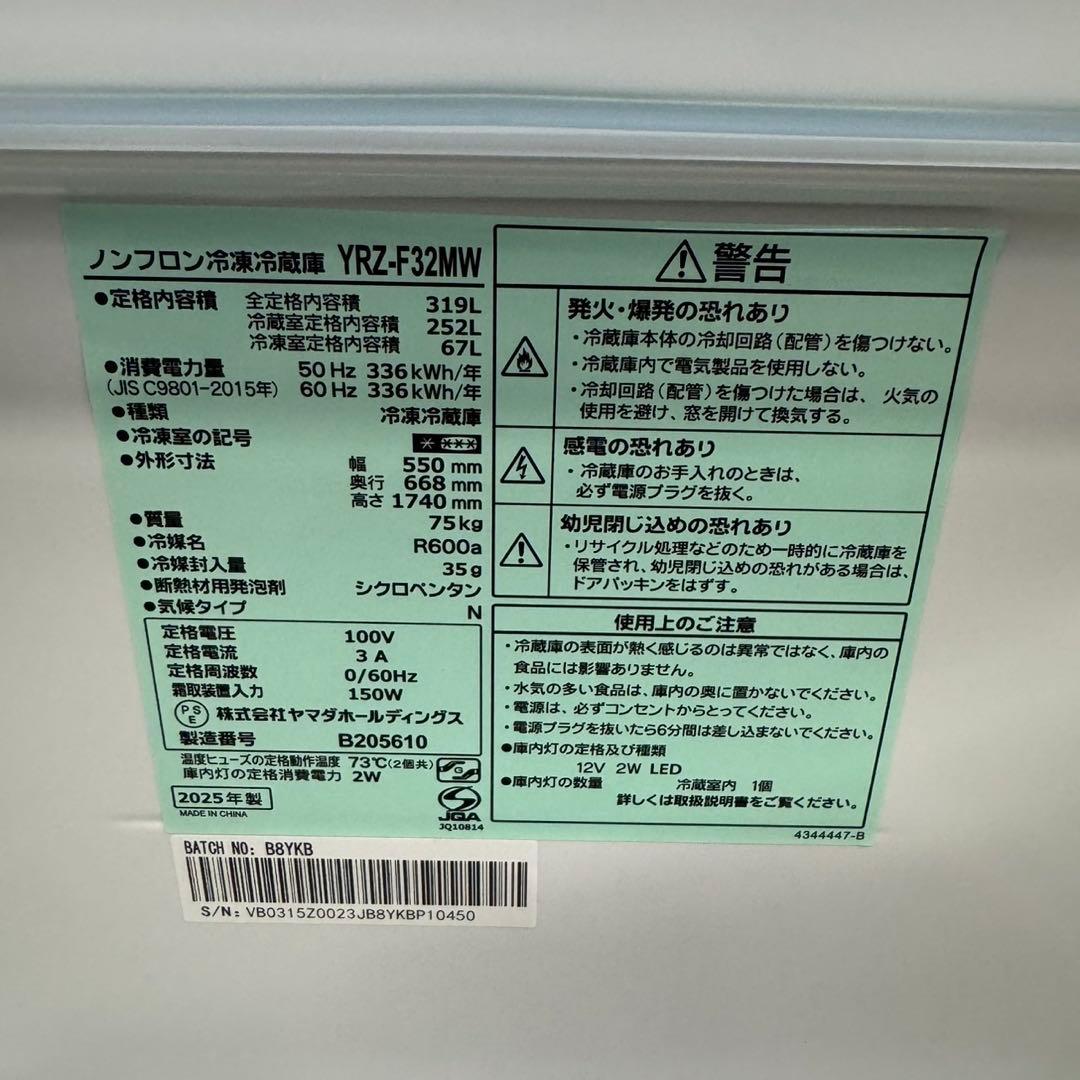 ノンフロン冷凍冷蔵庫 YRZ-F32MW
●定格内容積 全定格内容積 319L
冷蔵室定格内容積 252L
冷凍室定格内容積 67L
●消費電力量 50Hz 336kWh/年
(JIS C9801-2015年) 60Hz 336kWh/年
●種類 冷凍冷蔵庫
●冷凍室の記号
●外形寸法 幅 550mm
奥行 668mm
高さ 1740mm
●質量 75kg
●冷媒名 R600a
●冷媒封入量 35g
●断熱材用発泡剤 シクロペンタン
●気候タイプ N
定格電圧 100V
定格電流 3A
定格周波数 0/60Hz
霜取装置入力 150W
PSE 株式会社ヤマダホールディングス
製造番号 B205610
温度ヒューズの定格動作温度 73℃(2個共)
庫内灯の定格消費電力 2W
2025年製
MADE IN CHINA
JQA
JQ10814
警告
発火・爆発の恐れあり
・冷蔵庫本体の冷却回路(配管)を傷つけない。
・冷蔵庫内で電気製品を使用しない。
・冷却回路(配管)を傷つけた場合は、火気の
使用を避け、窓を開けて換気する。
感電の恐れあり
・冷蔵庫のお手入れのときは、
必ず電源プラグを抜く。
幼児閉じ込めの恐れあり
・リサイクル処理などのため一時的に冷蔵庫を
保管され、幼児閉じ込めの恐れがある場合は、
ドアパッキンをはずす。
使用上のご注意
・冷蔵庫の表面が熱く感じるのは異常ではなく、庫内の
食品には影響ありません。
・水気の多い食品は、庫内の奥に置かないでください。
・電源は、必ずコンセントからとってください。
・電源プラグを抜いたら6分間は差し込まないでください。
●庫内灯の定格及び種類
12V 2W LED
●庫内灯の数量 冷蔵室内 1個
詳しくは取扱説明書をご覧ください。
4344447-B
BATCH NO: B8YKB
S/N: VB0315Z0023JB8YKBP10450